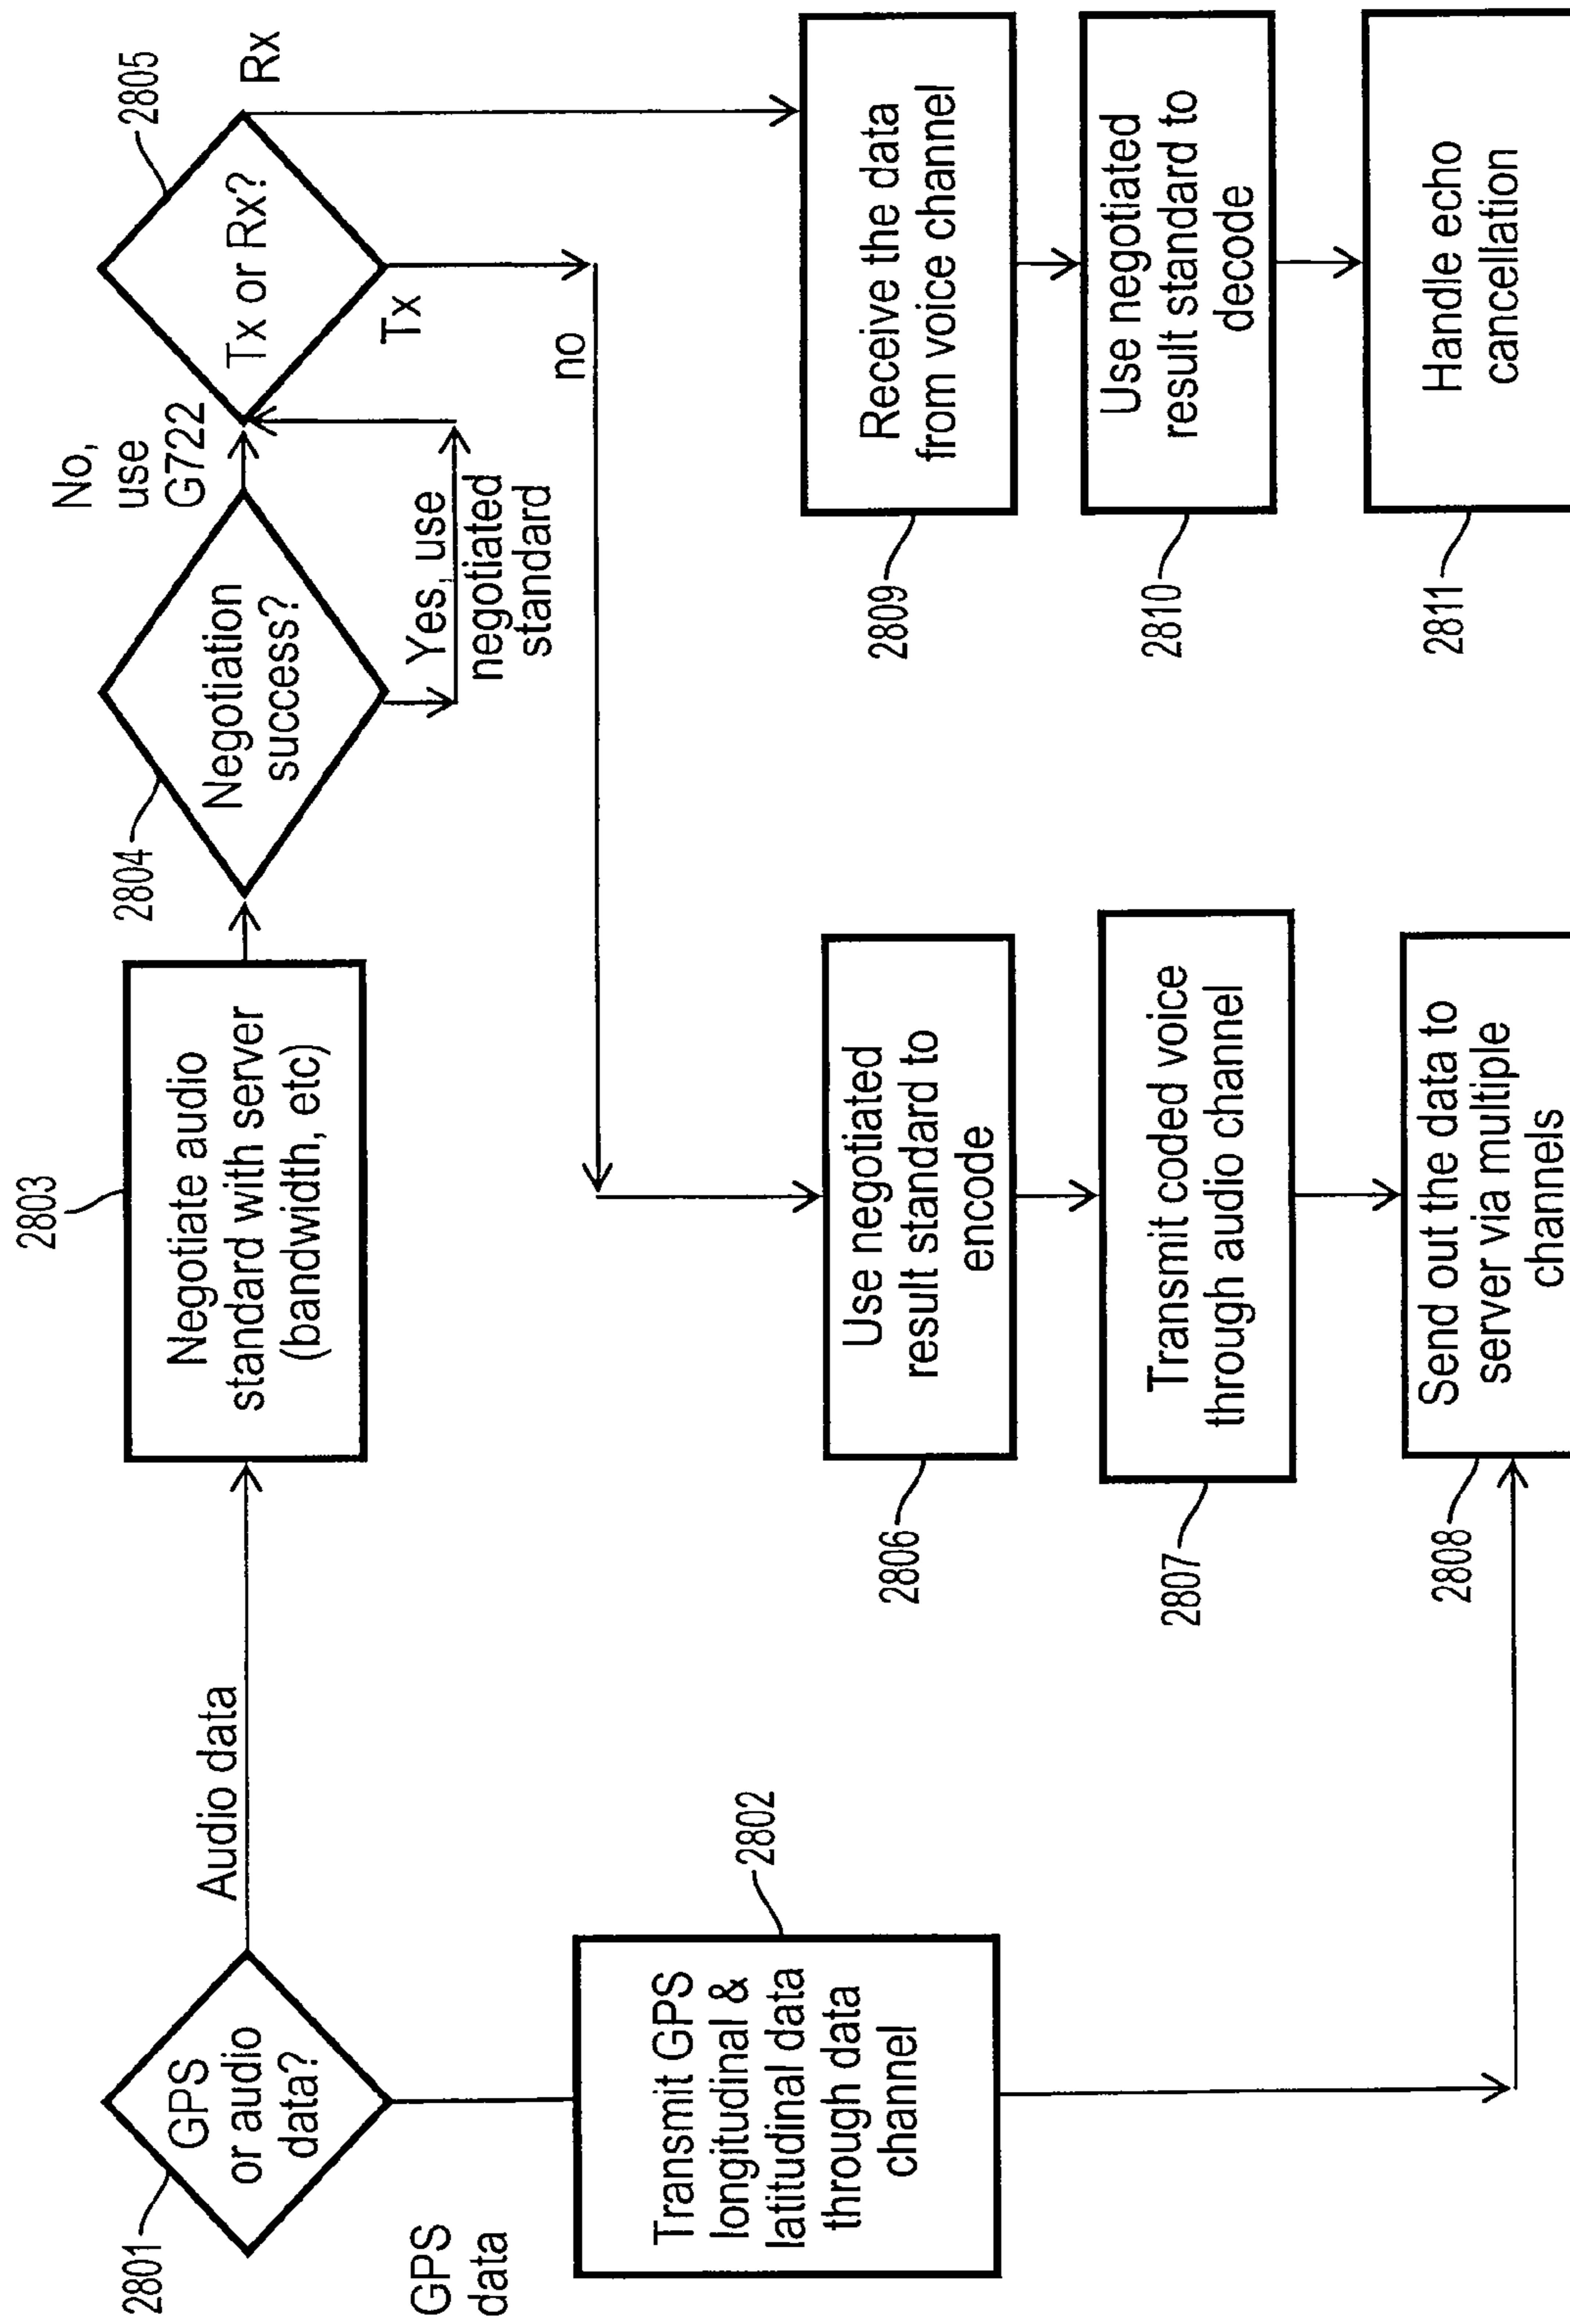 2801
GPS
or audio
data?
Audio data
GPS
data
2802
Transmit GPS
longitudinal &
latitudinal data
through data
channel
2803
Negotiate audio
standard with server
(bandwidth, etc)
2804
Negotiation
success?
No,
use
G722
Yes, use
negotiated
standard
2805
Tx or Rx?
Rx
Tx
no
2806
Use negotiated
result standard to
encode
2807
Transmit coded voice
through audio channel
2808
Send out the data to
server via multiple
channels
2809
Receive the data
from voice channel
2810
Use negotiated
result standard to
decode
2811
Handle echo
cancellation